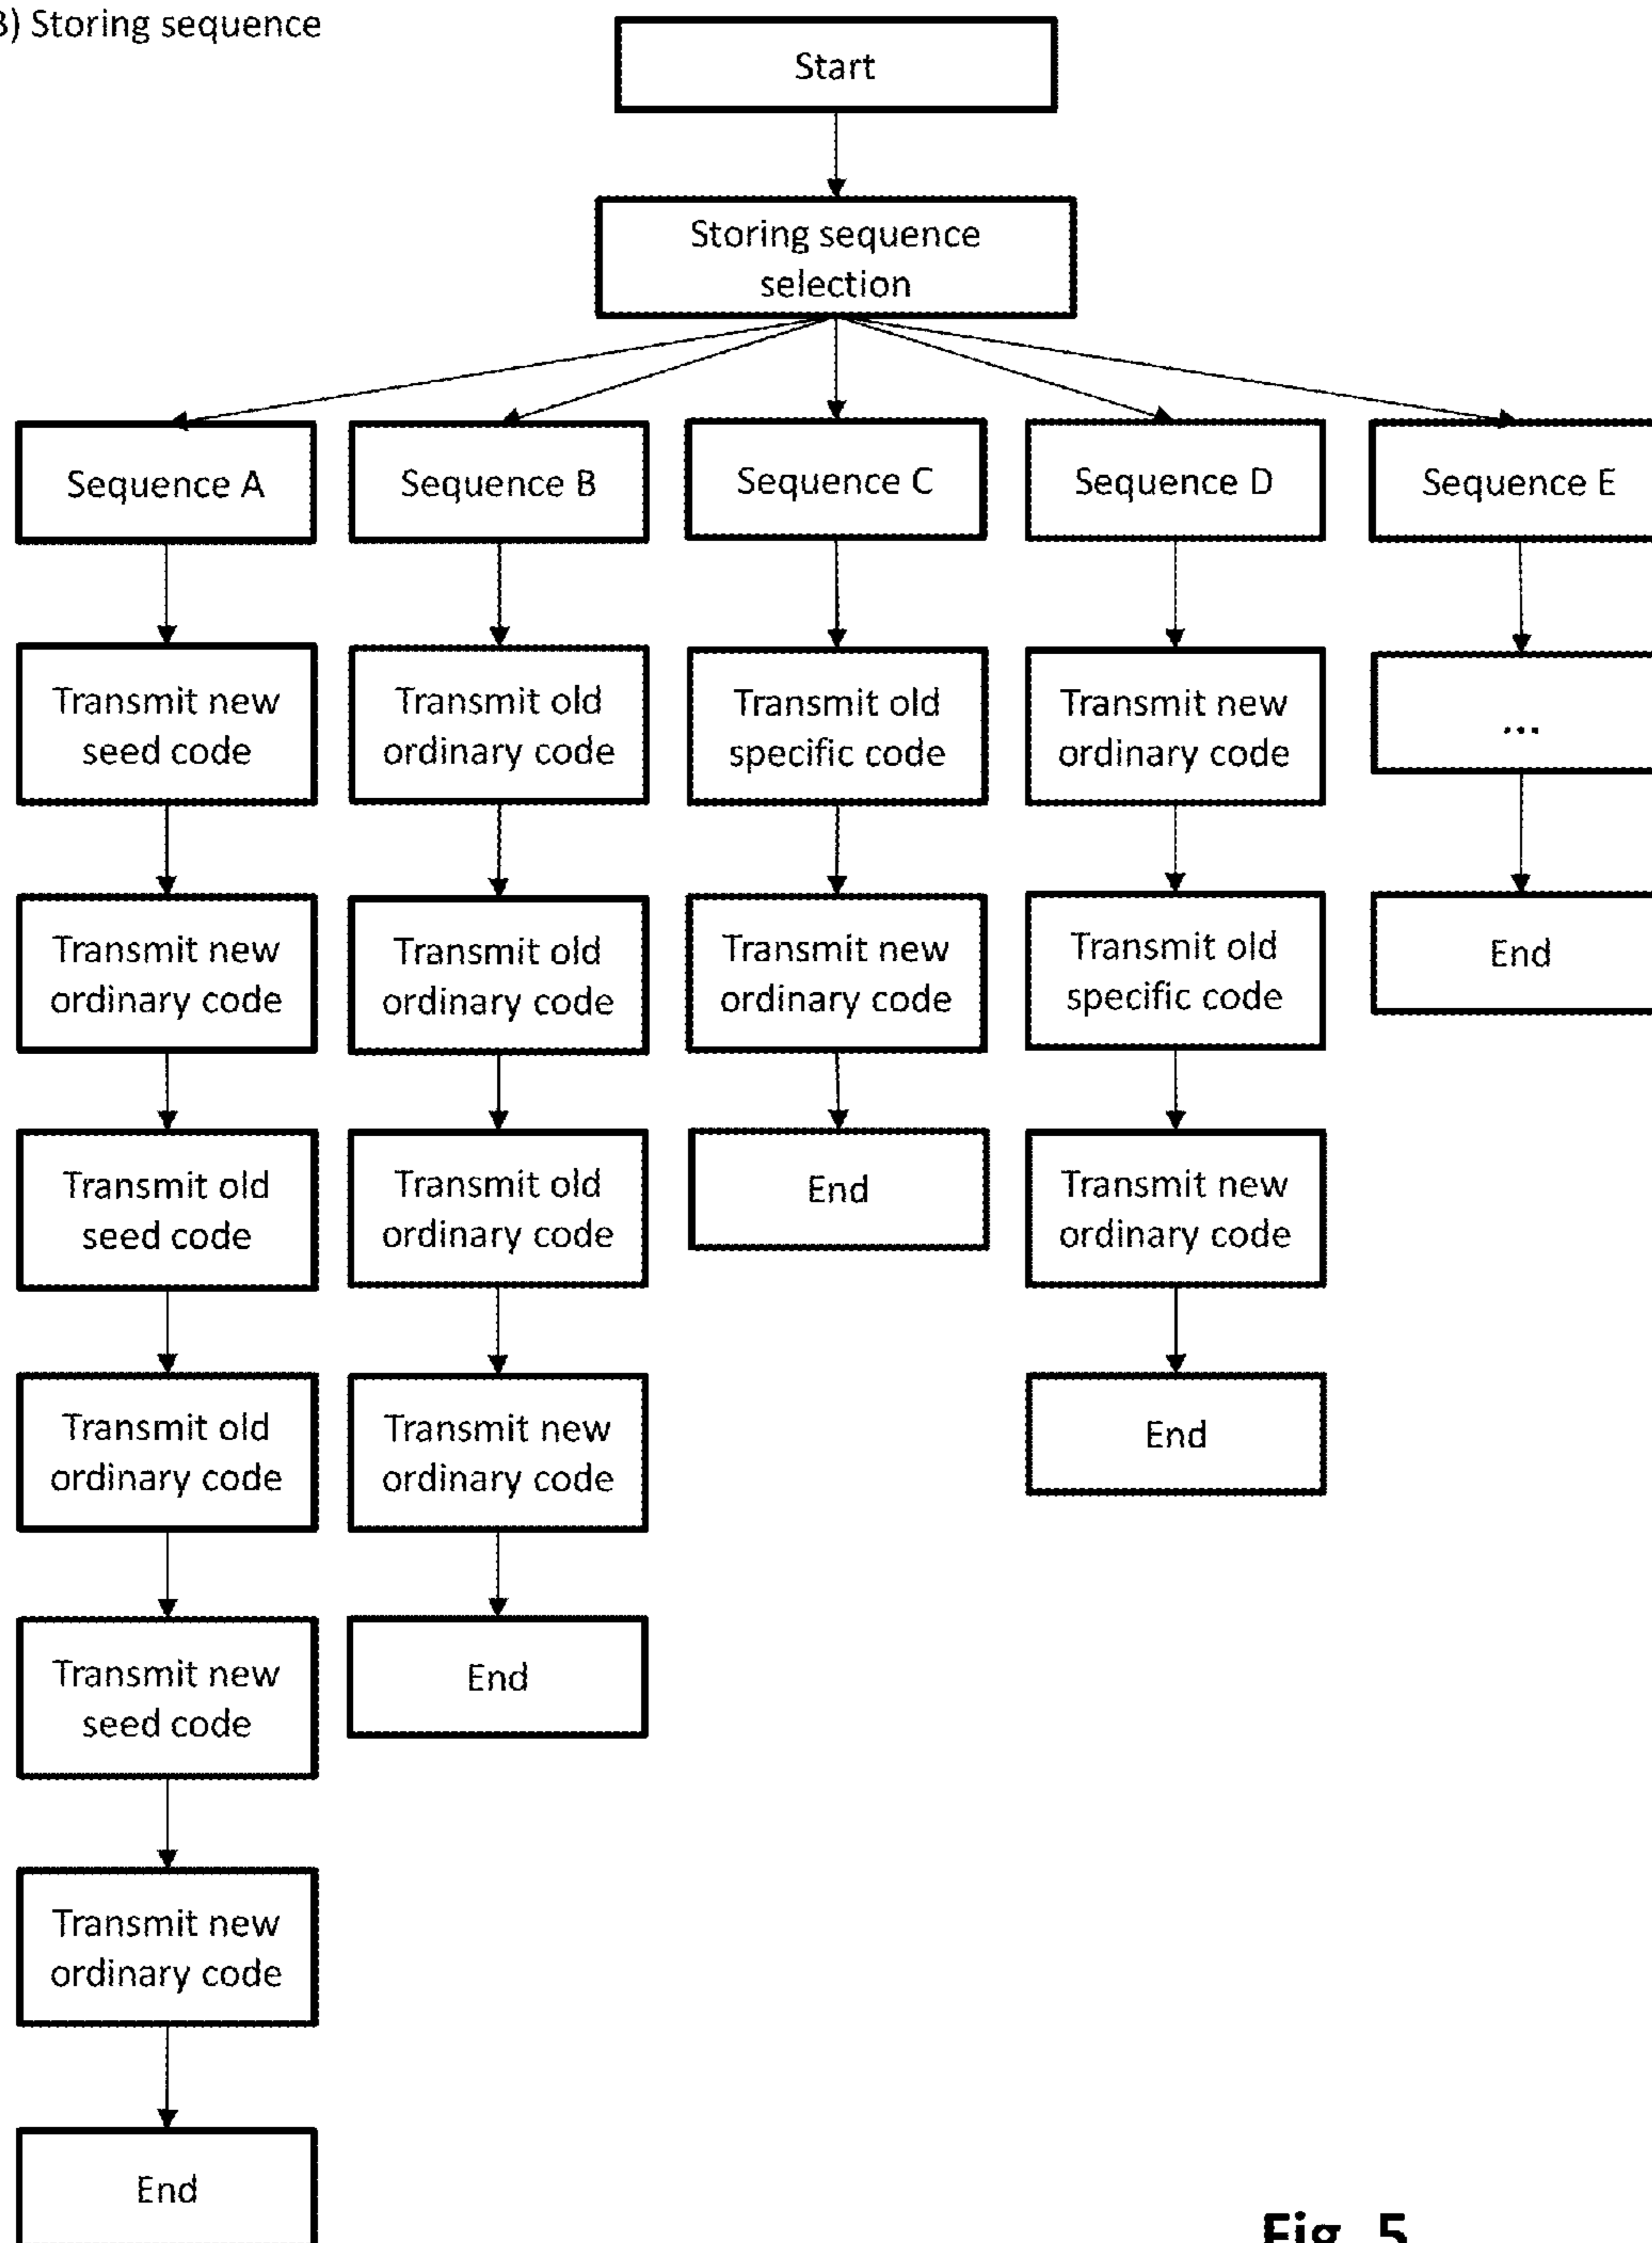 B) Storing sequence
Start
Storing sequence
selection
Sequence A
Sequence B
Sequence C
Sequence D
Sequence E
Transmit new
seed code
Transmit new
ordinary code
Transmit old
seed code
Transmit old
ordinary code
Transmit new
seed code
Transmit new
ordinary code
End
Transmit old
ordinary code
Transmit old
ordinary code
Transmit old
ordinary code
Transmit new
ordinary code
End
Transmit old
specific code
Transmit new
ordinary code
End
Transmit new
ordinary code
Transmit old
specific code
Transmit new
ordinary code
End
...
End
Fig. 5